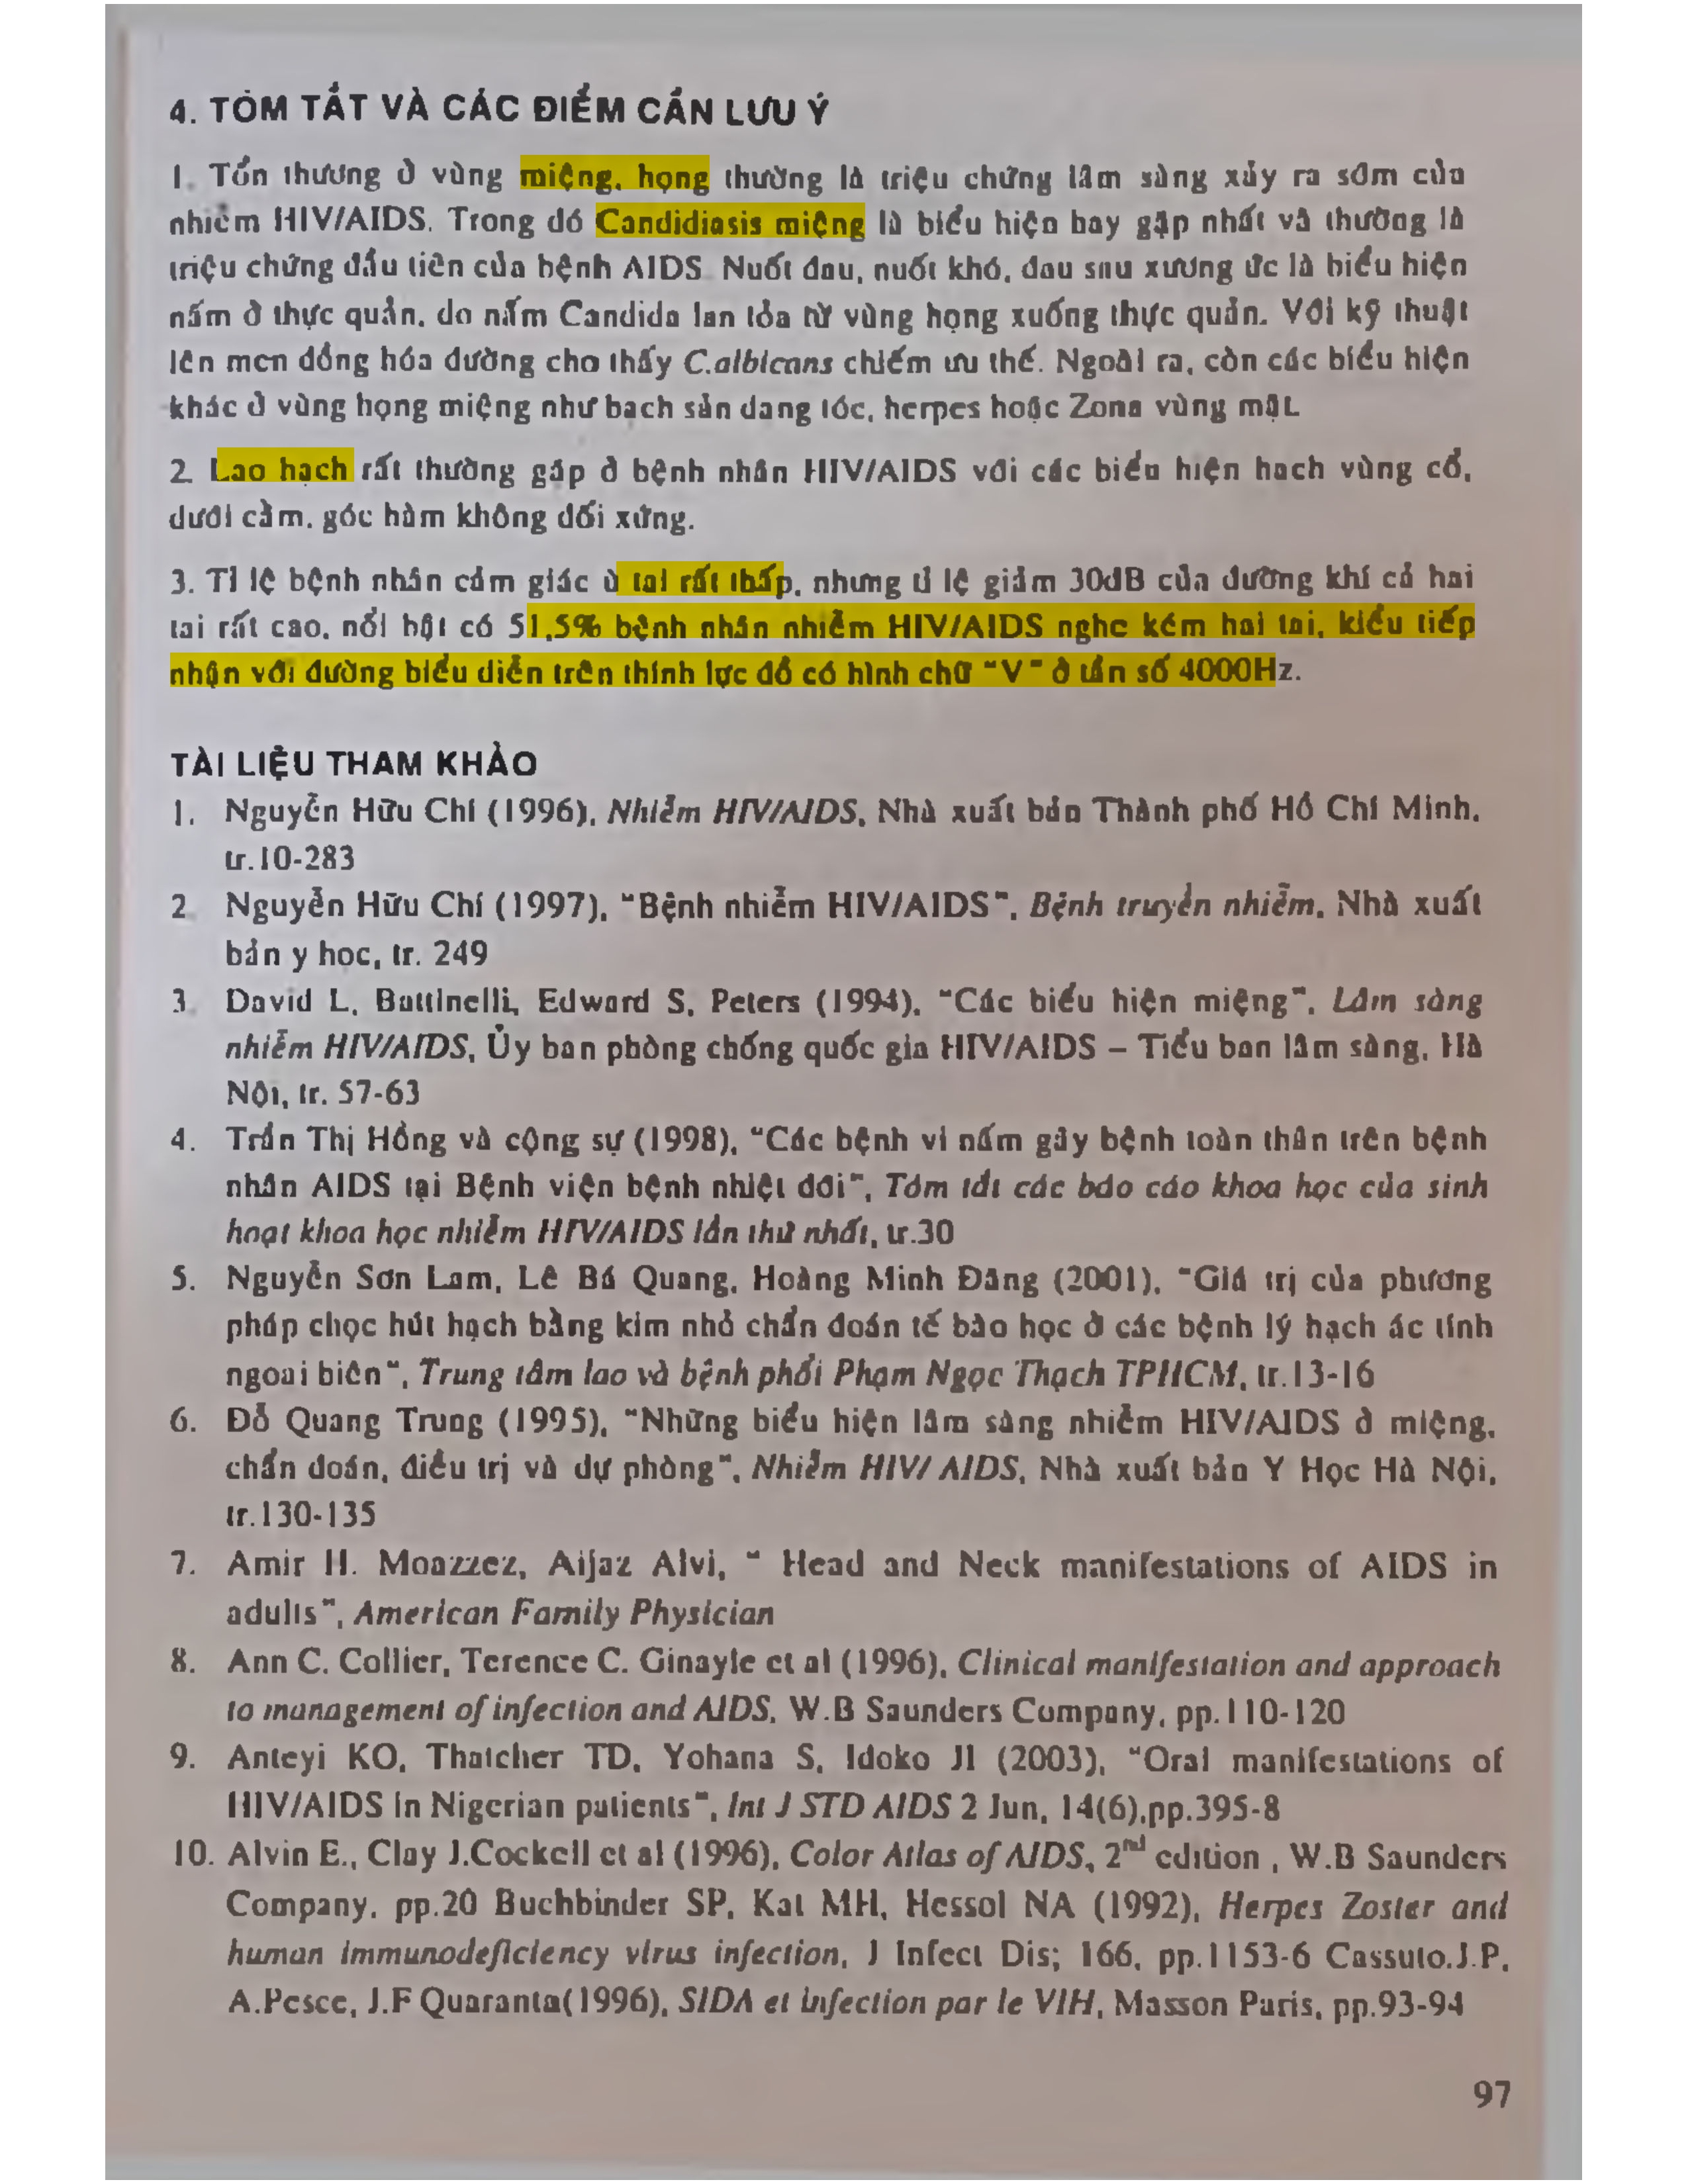 4. TÓM TẮT VÀ CÁC ĐIỂM CẦN LƯU Ý
1. Tổn thương ở vùng miệng, họng thường là triệu chứng lâm sàng xảy ra sớm của
nhiễm HIV/AIDS. Trong đó Candidiasis miệng là biểu hiện hay gặp nhất và thường là
triệu chứng đầu tiên của bệnh AIDS. Nuốt đau, nuốt khó, đau sau xương ức là biểu hiện
nấm ở thực quản, do nấm Candida lan tỏa từ vùng họng xuống thực quản. Với kỹ thuật
lên men đồng hóa đường cho thấy C.albicans chiếm ưu thế. Ngoài ra, còn các biểu hiện
khác ở vùng họng miệng như bạch sản dạng tóc, herpes hoặc Zona vùng mặt.
2. Lao hạch rất thường gặp ở bệnh nhân HIV/AIDS với các biểu hiện hạch vùng cổ,
dưới cằm, góc hàm không đối xứng.
3. Tỉ lệ bệnh nhân cảm giác ù tai rất thấp, nhưng tỉ lệ giảm 30dB của đường khí cả hai
tai rất cao, nổi bật có 51,5% bệnh nhân nhiễm HIV/AIDS nghe kém hai tai, kiểu tiếp
nhận với đường biểu diễn trên thính lực đồ có hình chữ "V" ở tần số 4000Hz.
TÀI LIỆU THAM KHẢO
1. Nguyễn Hữu Chí (1996), Nhiễm HIV/AIDS, Nhà xuất bản Thành phố Hồ Chí Minh,
tr.10-283
2. Nguyễn Hữu Chí (1997), "Bệnh nhiễm HIV/AIDS", Bệnh truyền nhiễm, Nhà xuất
bản y học, tr. 249
3. David L, Battinelli, Edward S, Peters (1994), "Các biểu hiện miệng", Lâm sàng
nhiễm HIV/AIDS, Ủy ban phòng chống quốc gia HIV/AIDS – Tiểu ban lâm sàng, Hà
Nội, tr. 57-63
4. Trần Thị Hồng và cộng sự (1998), "Các bệnh vi nấm gây bệnh toàn thân trên bệnh
nhân AIDS tại Bệnh viện bệnh nhiệt đới", Tóm tắt các báo cáo khoa học của sinh
hoạt khoa học nhiễm HIV/AIDS lần thứ nhất, tr.30
5. Nguyễn Sơn Lam, Lê Bá Quang, Hoàng Minh Đăng (2001), "Giá trị của phương
pháp chọc hút hạch bằng kim nhỏ chẩn đoán tế bào học ở các bệnh lý hạch ác tính
ngoại biên", Trung tâm lao và bệnh phổi Phạm Ngọc Thạch TPHCM, tr.13-16
6. Đỗ Quang Trung (1995), "Những biểu hiện lâm sàng nhiễm HIV/AIDS ở miệng,
chẩn đoán, điều trị và dự phòng", Nhiễm HIV/ AIDS, Nhà xuất bản Y Học Hà Nội,
tr.130-135
7. Amir H. Moazzez, Aijaz Alvi, " Head and Neck manifestations of AIDS in
adults", American Family Physician
8. Ann C. Collier, Terence C. Ginayle et al (1996), Clinical manifestation and approach
to management of infection and AIDS, W.B Saunders Company, pp.110-120
9. Anteyi KO, Thatcher TD, Yohana S, Idoko JI (2003), "Oral manifestations of
HIV/AIDS in Nigerian patients", Int J STD AIDS 2 Jun, 14(6),pp.395-8
10. Alvin E., Clay J.Cockell et al (1996), Color Atlas of AIDS, 2nd edition , W.B Saunders
Company, pp.20 Buchbinder SP, Kat MH, Hessol NA (1992), Herpes Zoster and
human immunodeficiency virus infection, J Infect Dis; 166, pp.1153-6 Cassuto.J.P,
A.Pesce, J.F Quaranta(1996), SIDA et infection par le VIH, Masson Paris, pp.93-94
97